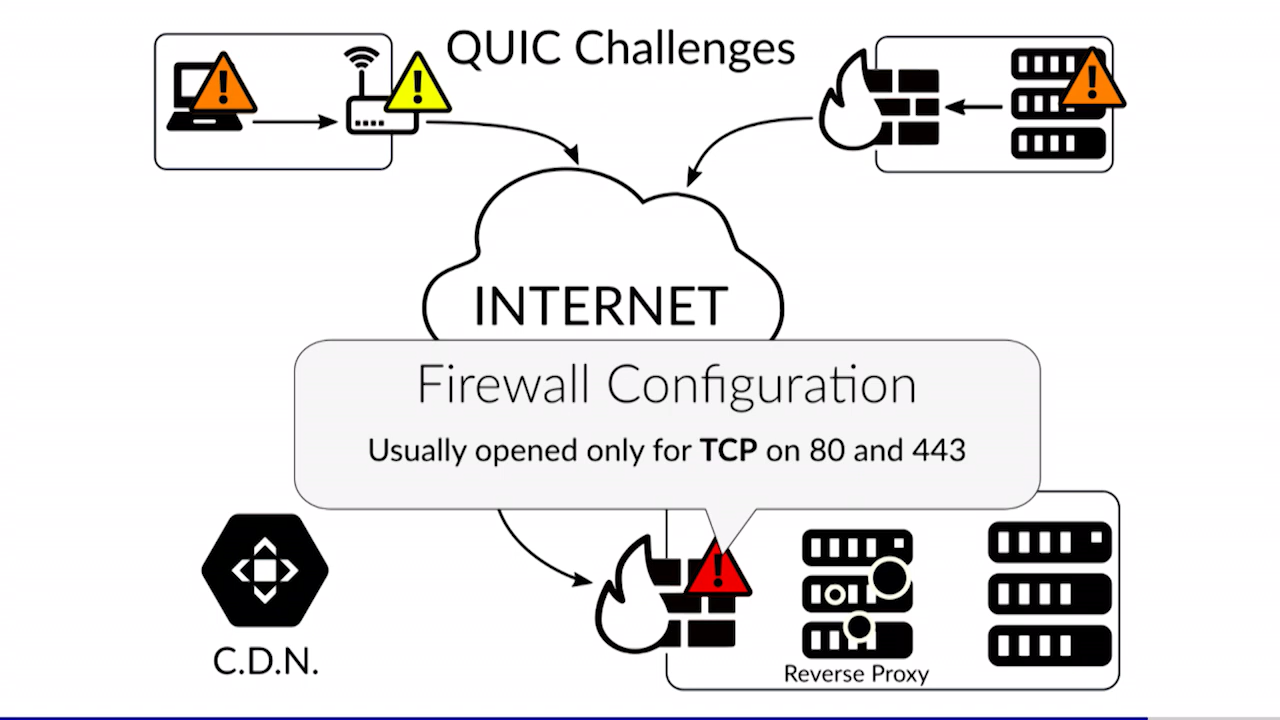 QUIC Challenges
INTERNET
Firewall Configuration
Usually opened only for TCP on 80 and 443
C.D.N.
Reverse Proxy